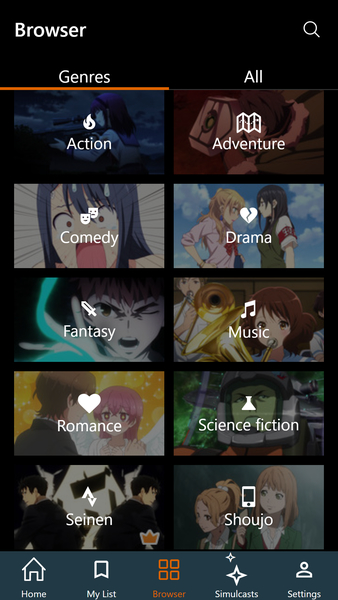 Browser
Genres
All
Action
Adventure
Comedy
Drama
Fantasy
Music
Romance
Science fiction
Seinen
Shoujo
Home
My List
Browser
Simulcasts
Settings